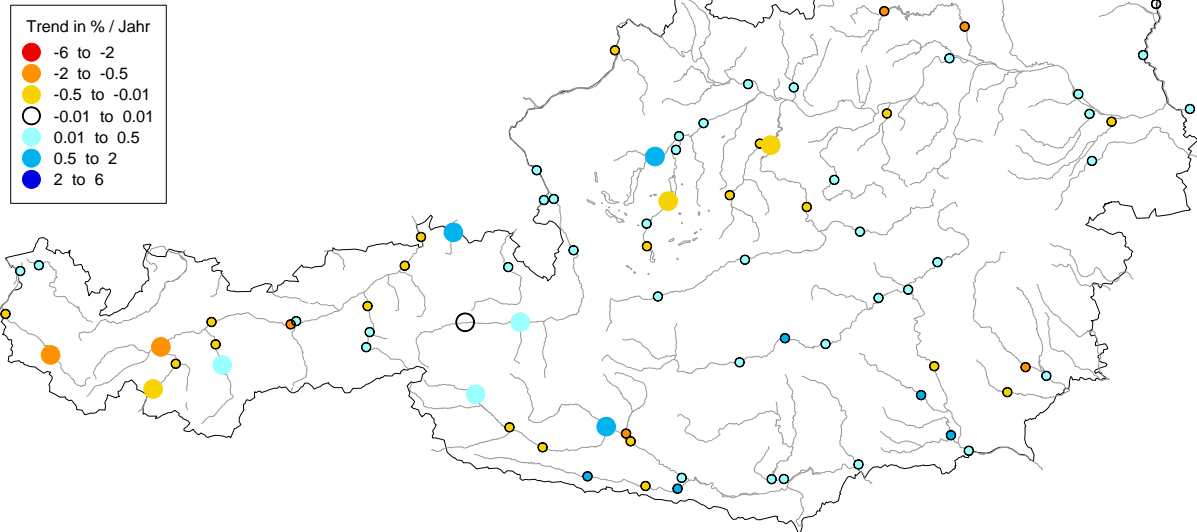 Trend in % / Jahr
-6 to -2
-2 to -0.5
-0.5 to -0.01
-0.01 to 0.01
0.01 to 0.5
0.5 to 2
2 to 6